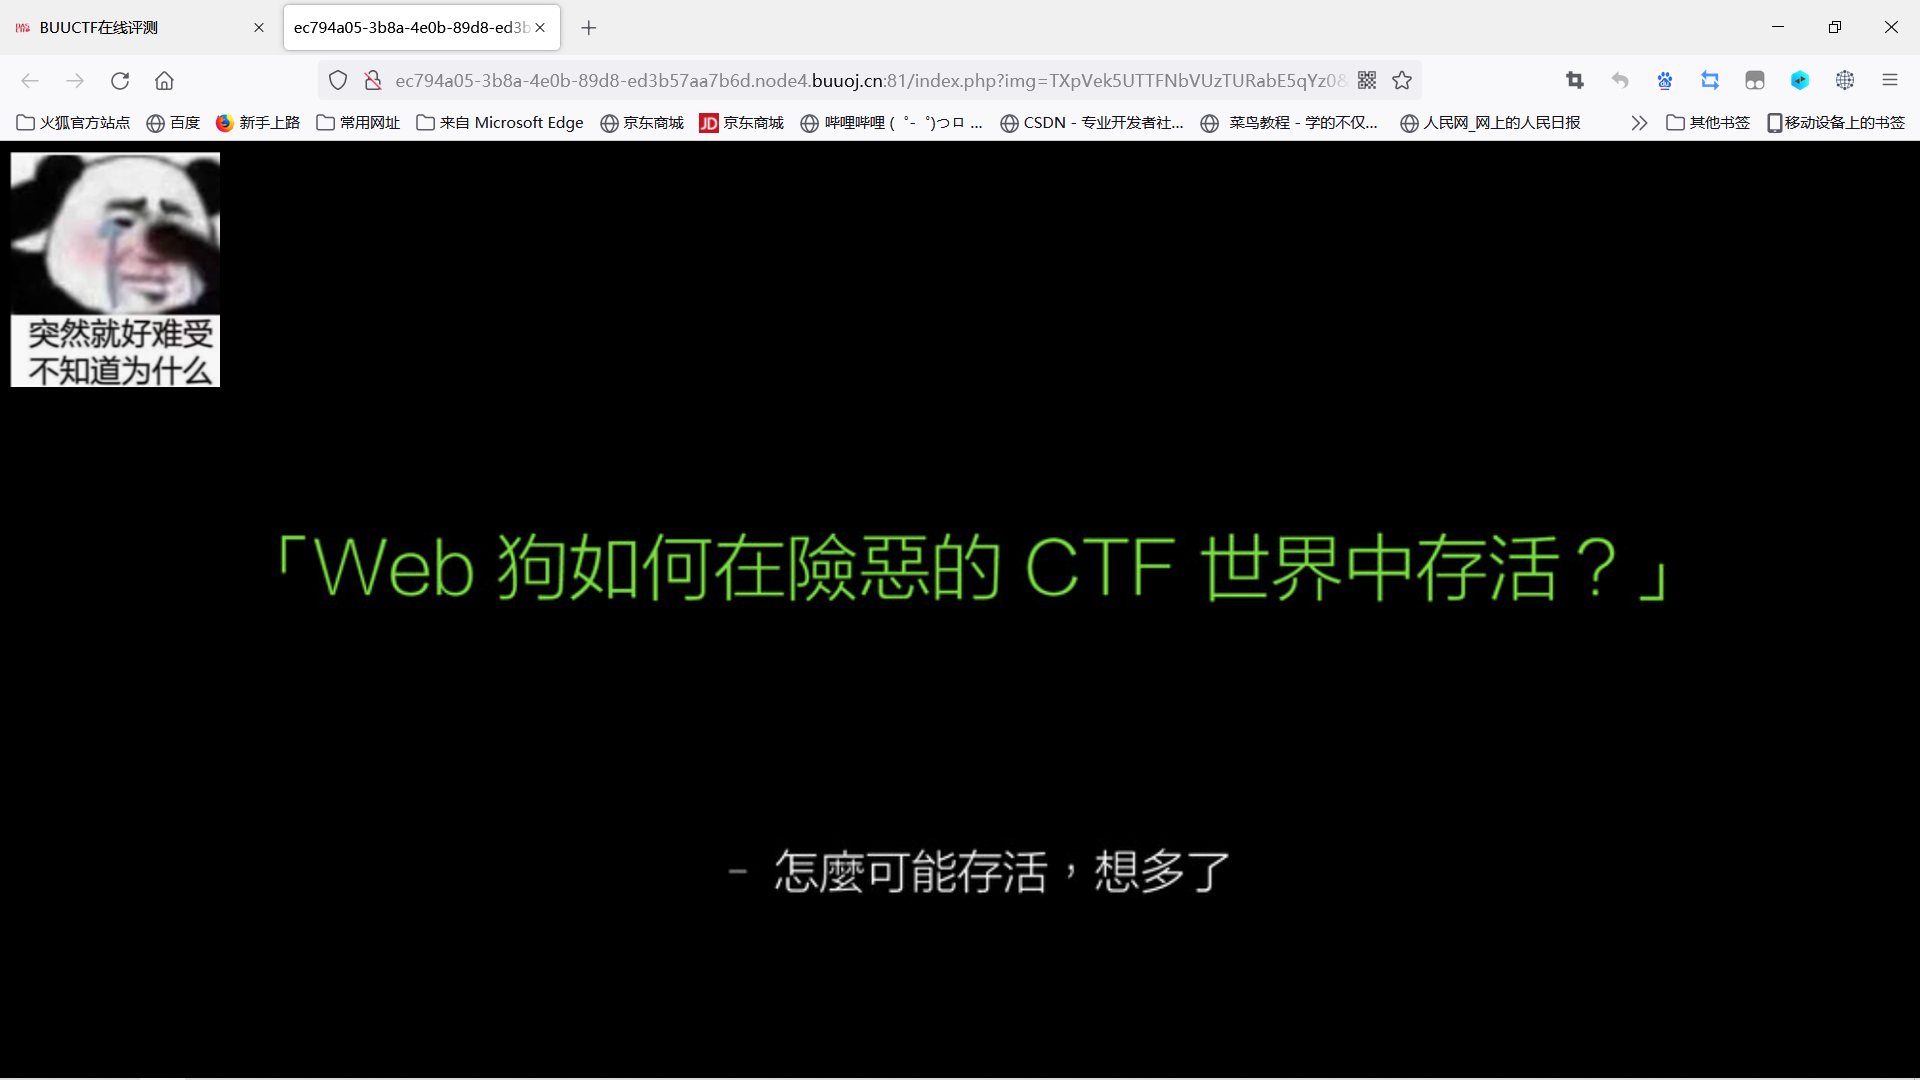 BUUCTF在线评测
ec794a05-3b8a-4e0b-89d8-ed3b
ec794a05-3b8a-4e0b-89d8-ed3b57aa7b6d.node4.buuoj.cn:81/index.php?img=TXpVek5UTTFNbVUzTURabE5qYz0&
火狐官方站点 百度 新手上路 常用网址 来自 Microsoft Edge 京东商城 JD 京东商城 哔哩哔哩 ( ゜- ゜)つロ ... CSDN - 专业开发者社... 菜鸟教程 - 学的不仅... 人民网_网上的人民日报 其他书签 移动设备上的书签
突然就好难受
不知道为什么
「Web 狗如何在險惡的 CTF 世界中存活？」
- 怎麼可能存活，想多了